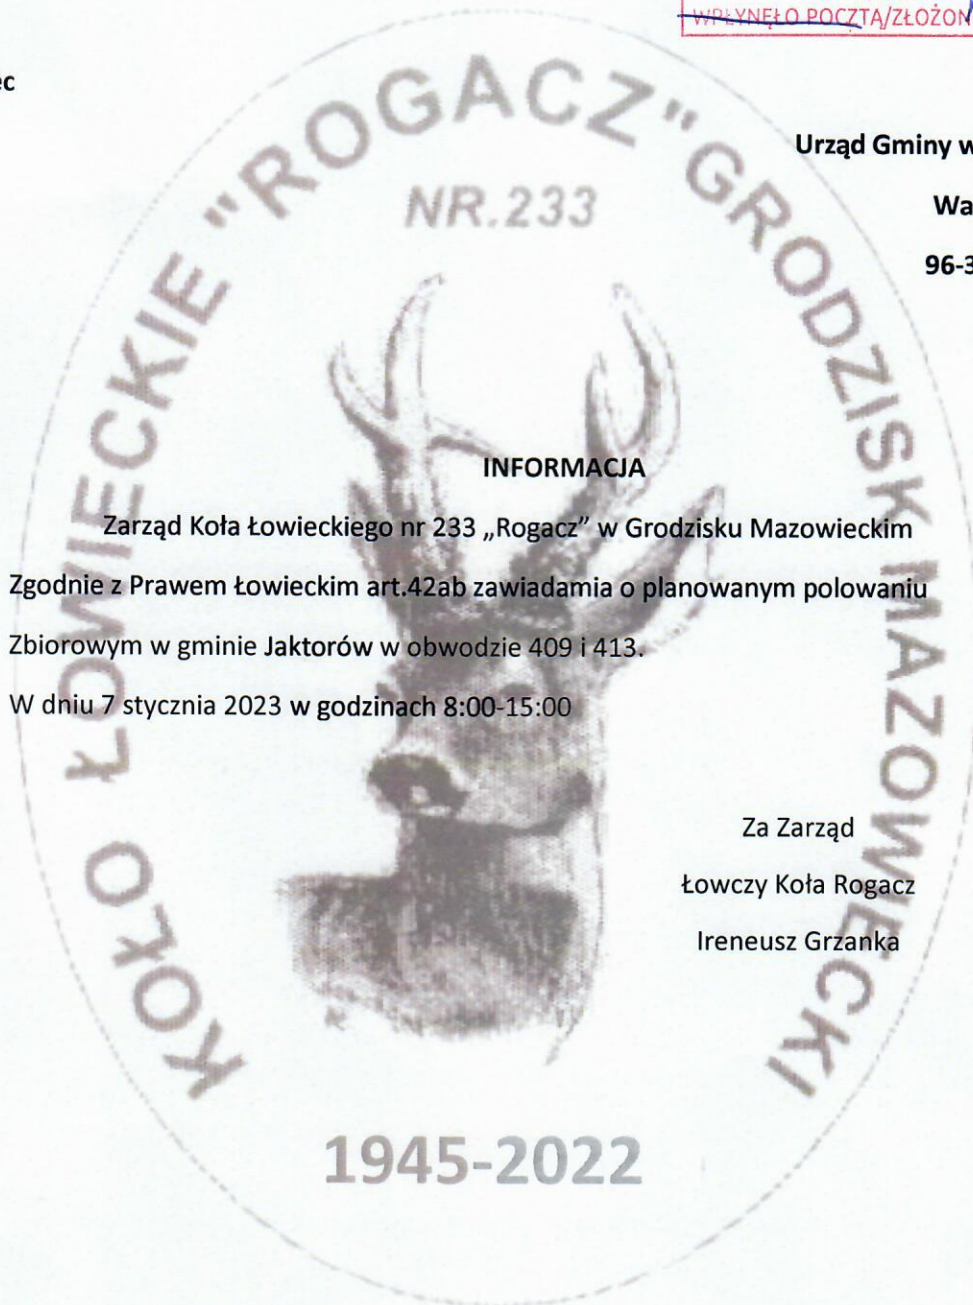 WPŁYNĘŁO POCZTĄ/ZŁOŻON
ec
Urząd Gminy w
Wa
96-3
KOŁO ŁOWIECKIE "ROGACZ" GRODZISK MAZOWIECKI
NR.233
INFORMACJA
Zarząd Koła Łowieckiego nr 233 „Rogacz” w Grodzisku Mazowieckim
Zgodnie z Prawem Łowieckim art.42ab zawiadamia o planowanym polowaniu
Zbiorowym w gminie Jaktorów w obwodzie 409 i 413.
W dniu 7 stycznia 2023 w godzinach 8:00-15:00
Za Zarząd
Łowczy Koła Rogacz
Ireneusz Grzanka
1945-2022